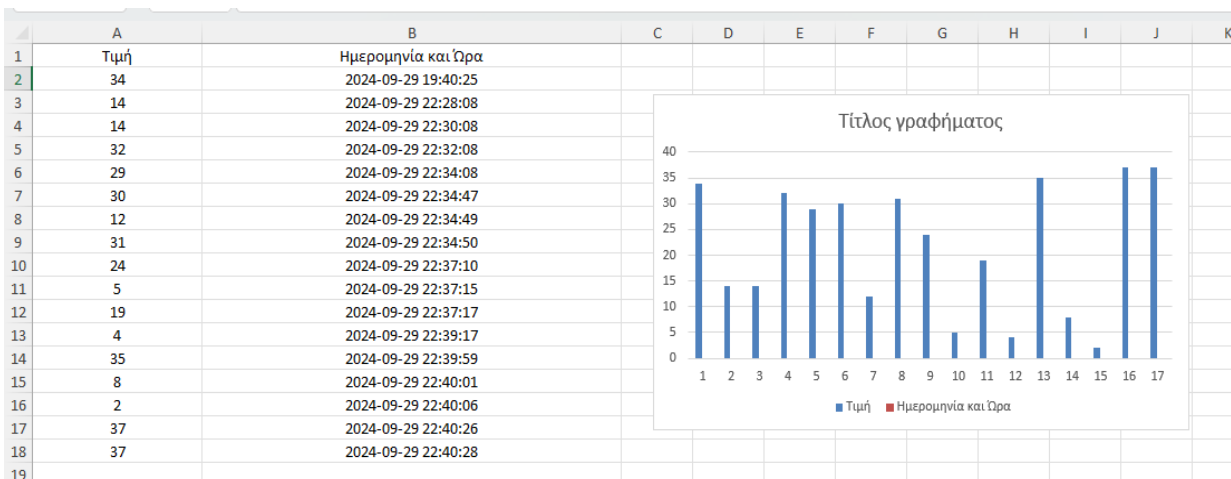 A B C D E F G H I J K
1 Τιμή Ημερομηνία και Ώρα
2 34 2024-09-29 19:40:25
3 14 2024-09-29 22:28:08
4 14 2024-09-29 22:30:08
5 32 2024-09-29 22:32:08
6 29 2024-09-29 22:34:08
7 30 2024-09-29 22:34:47
8 12 2024-09-29 22:34:49
9 31 2024-09-29 22:34:50
10 24 2024-09-29 22:37:10
11 5 2024-09-29 22:37:15
12 19 2024-09-29 22:37:17
13 4 2024-09-29 22:39:17
14 35 2024-09-29 22:39:59
15 8 2024-09-29 22:40:01
16 2 2024-09-29 22:40:06
17 37 2024-09-29 22:40:26
18 37 2024-09-29 22:40:28
19
Τίτλος γραφήματος
40
35
30
25
20
15
10
5
0
1 2 3 4 5 6 7 8 9 10 11 12 13 14 15 16 17
Τιμή Ημερομηνία και Ώρα